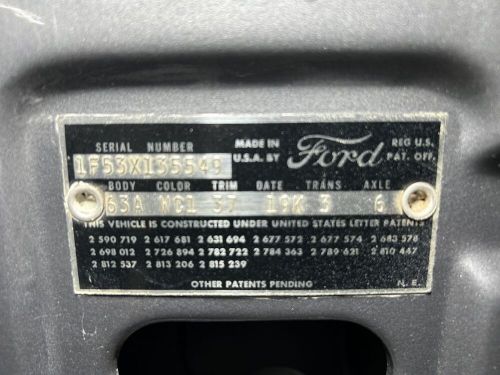 SERIAL NUMBER MADE IN Ford REG U.S.
1F53X135549 U.S.A. BY PAT. OFF.
BODY COLOR TRIM DATE TRANS AXLE
63A WC1 37 19K 3 6
THIS VEHICLE IS CONSTRUCTED UNDER UNITED STATES LETTER PATENTS
2 590 719 2 617 681 2 631 694 2 677 572 2 677 574 2 683 578
2 698 012 2 726 894 2 782 722 2 784 363 2 789 621 2 810 447
2 812 537 2 813 206 2 815 239
OTHER PATENTS PENDING N. E.